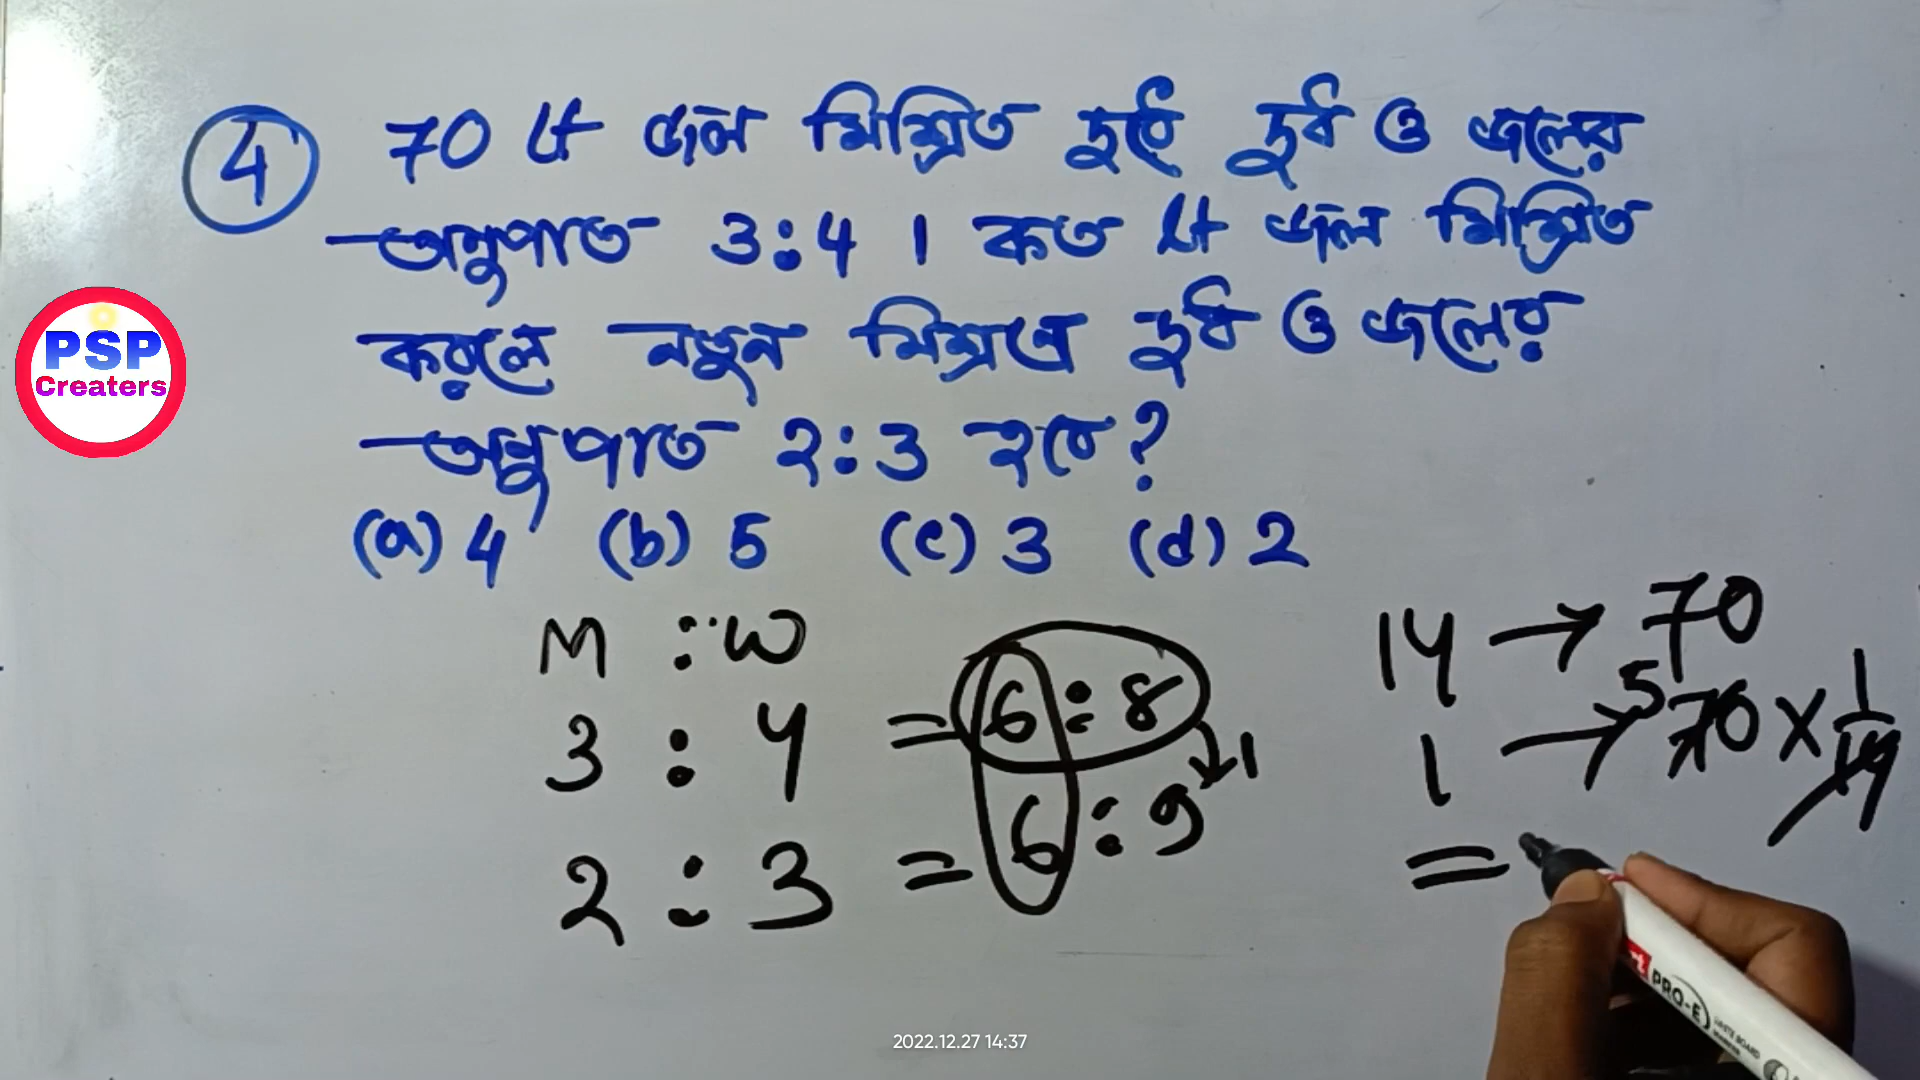 4 70 Lt জল মিশ্রিত দুধে দুধ ও জলের
অনুপাত 3:4 । কত Lt জল মিশ্রিত
করলে নতুন মিশ্রনে দুধ ও জলের
অনুপাত 2:3 হবে?
(a) 4 (b) 5 (c) 3 (d) 2
PSP
Creaters
M : W
3 : 4 = 6 : 8
2 : 3 = 6 : 9
→ 1
14 → 70
1 → 70 × 1/14
5
=
PRO-E
2022.12.27 14:37